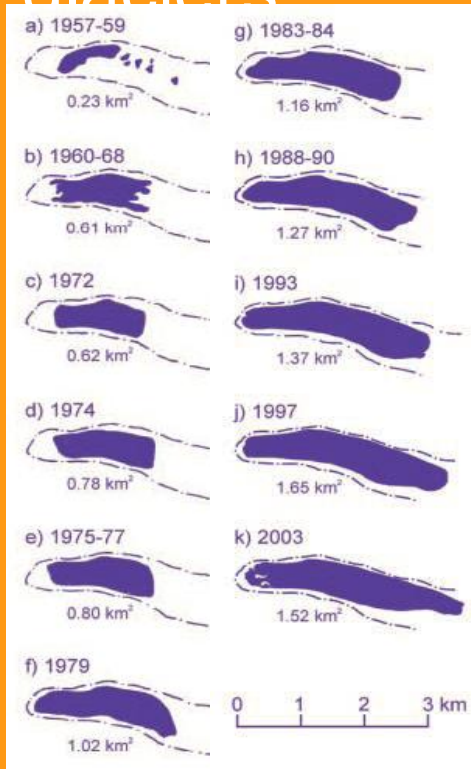 a) 1957-59
0.23 km²
b) 1960-68
0.61 km²
c) 1972
0.62 km²
d) 1974
0.78 km²
e) 1975-77
0.80 km²
f) 1979
1.02 km²
g) 1983-84
1.16 km²
h) 1988-90
1.27 km²
i) 1993
1.37 km²
j) 1997
1.65 km²
k) 2003
1.52 km²
0 1 2 3 km